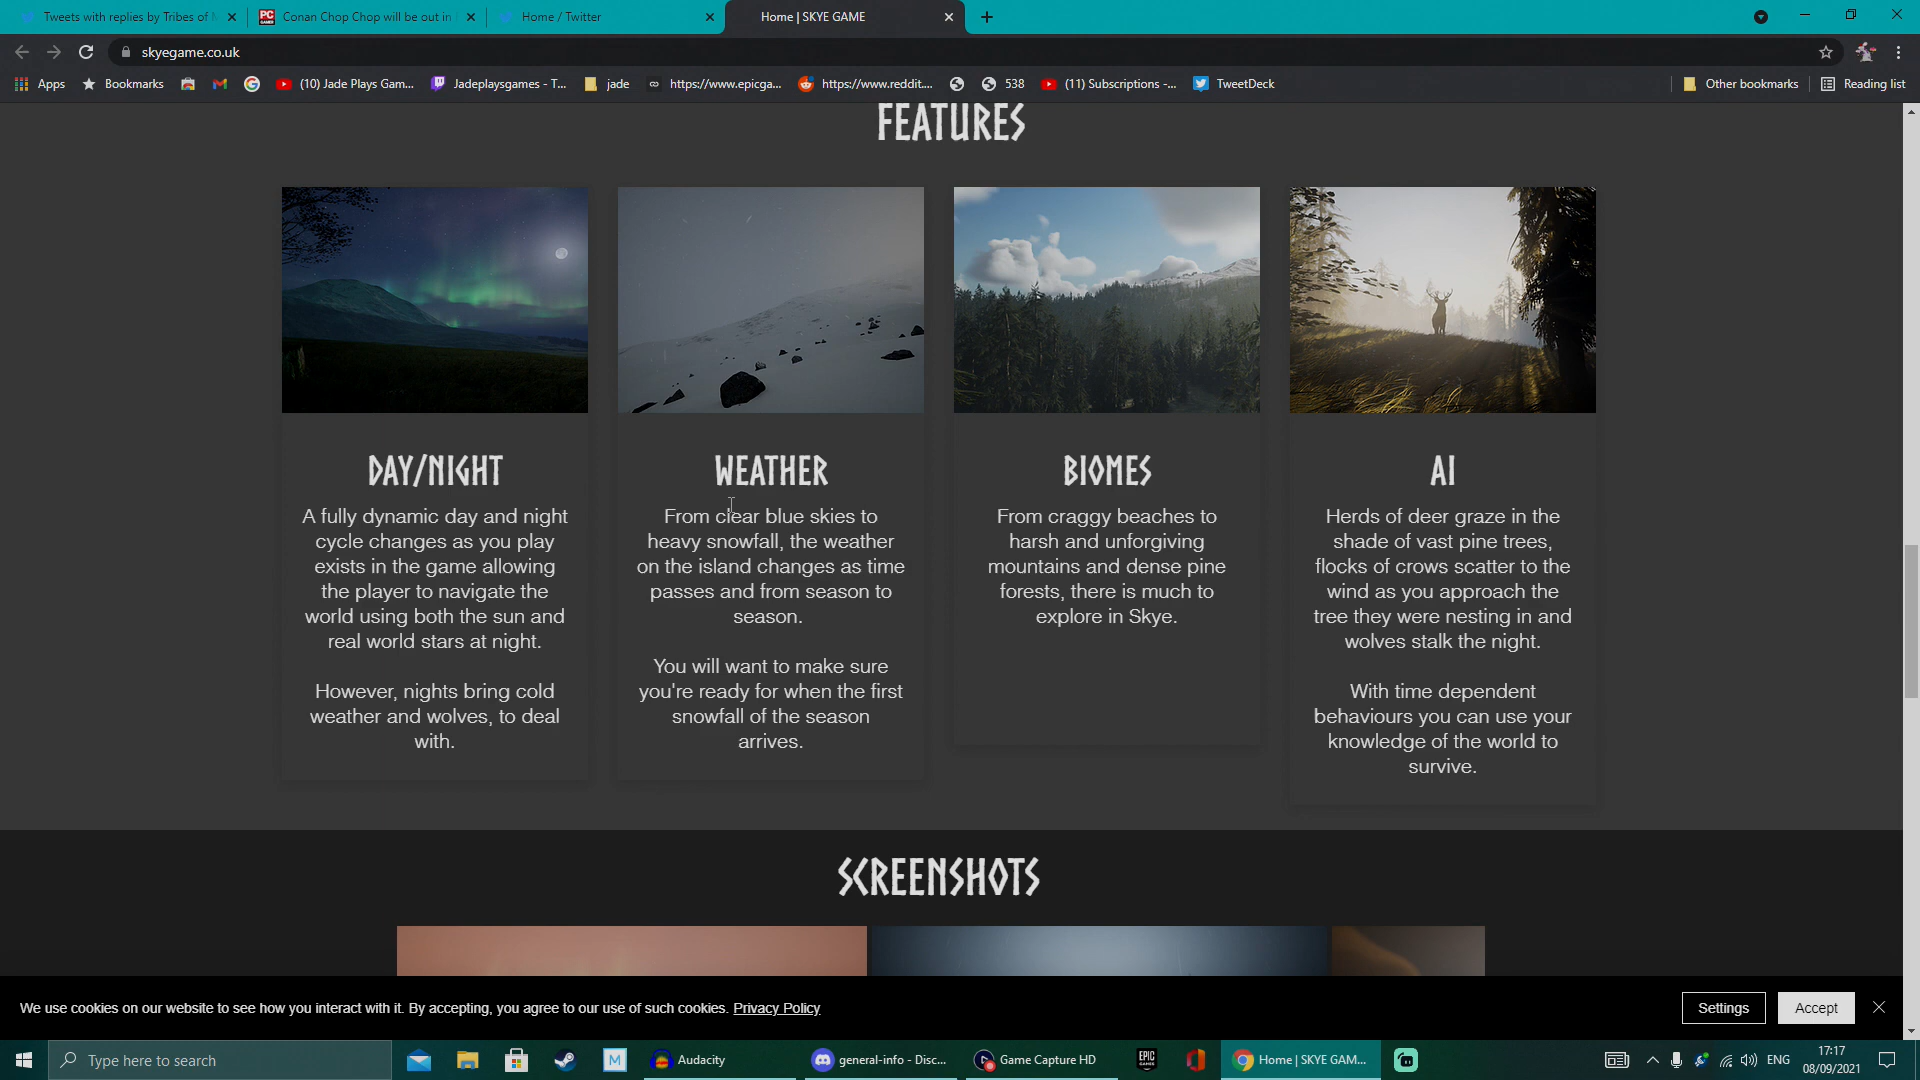 Tweets with replies by Tribes of M
Conan Chop Chop will be out in
Home / Twitter
Home | SKYE GAME
skyegame.co.uk
Apps
Bookmarks
(10) Jade Plays Gam...
Jadeplaysgames - T...
jade
https://www.epicga...
https://www.reddit....
538
(11) Subscriptions -...
TweetDeck
Other bookmarks
Reading list
FEATURES
DAY/NIGHT
A fully dynamic day and night
cycle changes as you play
exists in the game allowing
the player to navigate the
world using both the sun and
real world stars at night.
However, nights bring cold
weather and wolves, to deal
with.
WEATHER
From clear blue skies to
heavy snowfall, the weather
on the island changes as time
passes and from season to
season.
You will want to make sure
you're ready for when the first
snowfall of the season
arrives.
BIOMES
From craggy beaches to
harsh and unforgiving
mountains and dense pine
forests, there is much to
explore in Skye.
AI
Herds of deer graze in the
shade of vast pine trees,
flocks of crows scatter to the
wind as you approach the
tree they were nesting in and
wolves stalk the night.
With time dependent
behaviours you can use your
knowledge of the world to
survive.
SCREENSHOTS
We use cookies on our website to see how you interact with it. By accepting, you agree to our use of such cookies. Privacy Policy
Settings
Accept
Type here to search
M
Audacity
general-info - Disc...
Game Capture HD
EPIC GAMES
Home | SKYE GAM...
ENG
17:17
08/09/2021